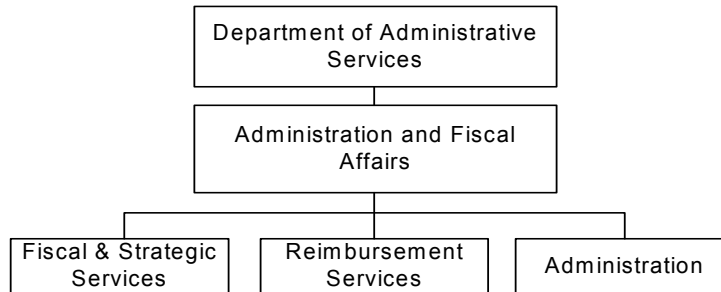 Department of Administrative
Services
Administration and Fiscal
Affairs
Fiscal & Strategic
Services
Reimbursement
Services
Administration